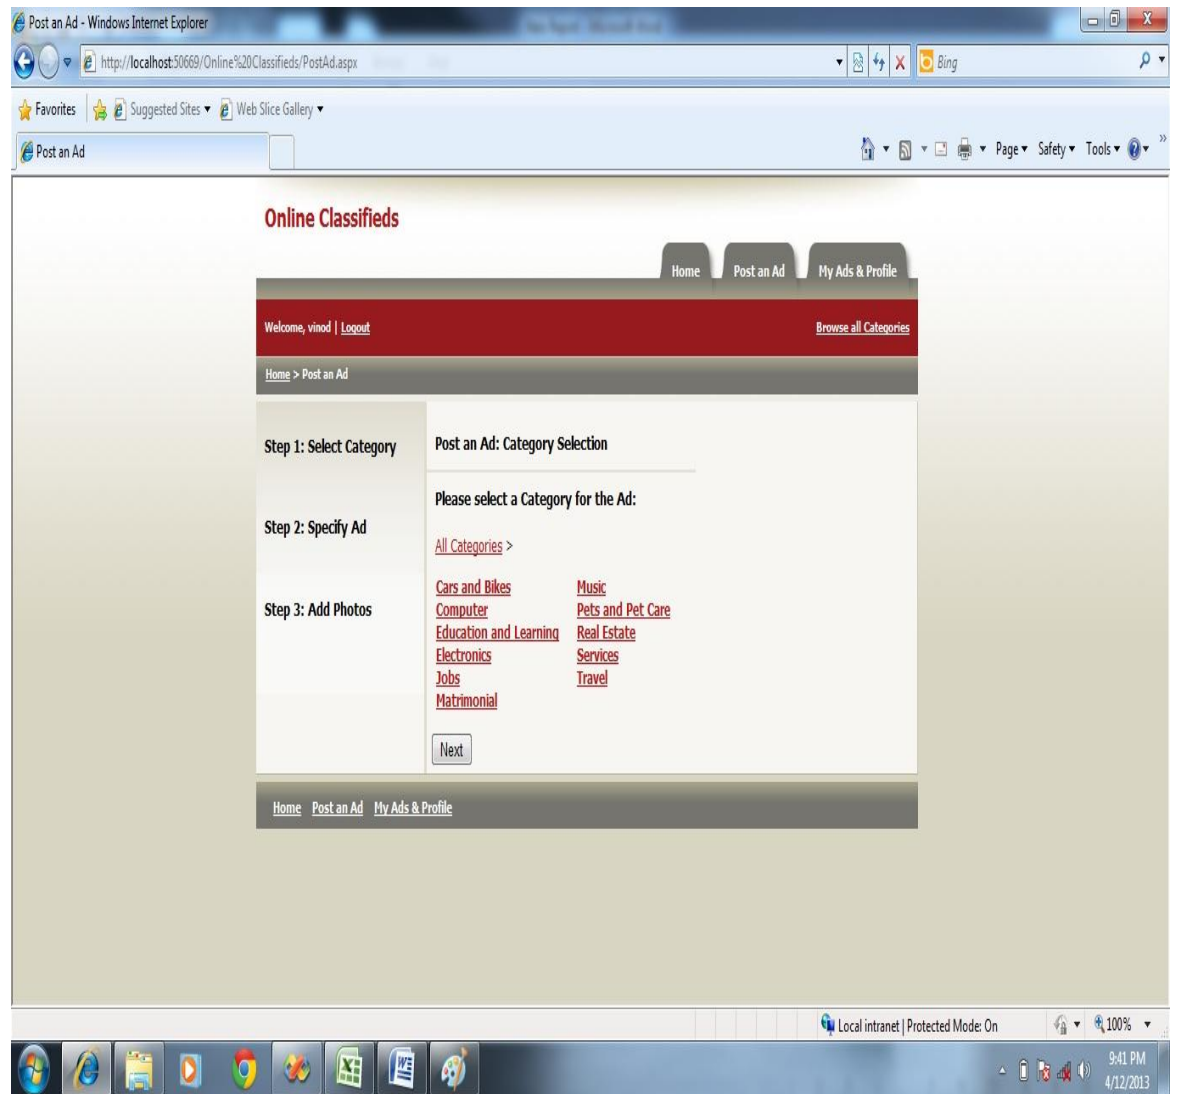 Post an Ad - Windows Internet Explorer
http://localhost:50669/Online%20Classifieds/PostAd.aspx
Bing
Favorites Suggested Sites Web Slice Gallery
Post an Ad
Page Safety Tools
Online Classifieds
Home Post an Ad My Ads & Profile
Welcome, vinod | Logout
Browse all Categories
Home > Post an Ad
Step 1: Select Category
Step 2: Specify Ad
Step 3: Add Photos
Post an Ad: Category Selection
Please select a Category for the Ad:
All Categories >
Cars and Bikes
Computer
Education and Learning
Electronics
Jobs
Matrimonial
Music
Pets and Pet Care
Real Estate
Services
Travel
Next
Home Post an Ad My Ads & Profile
Local intranet | Protected Mode: On
100%
9:41 PM
4/12/2013